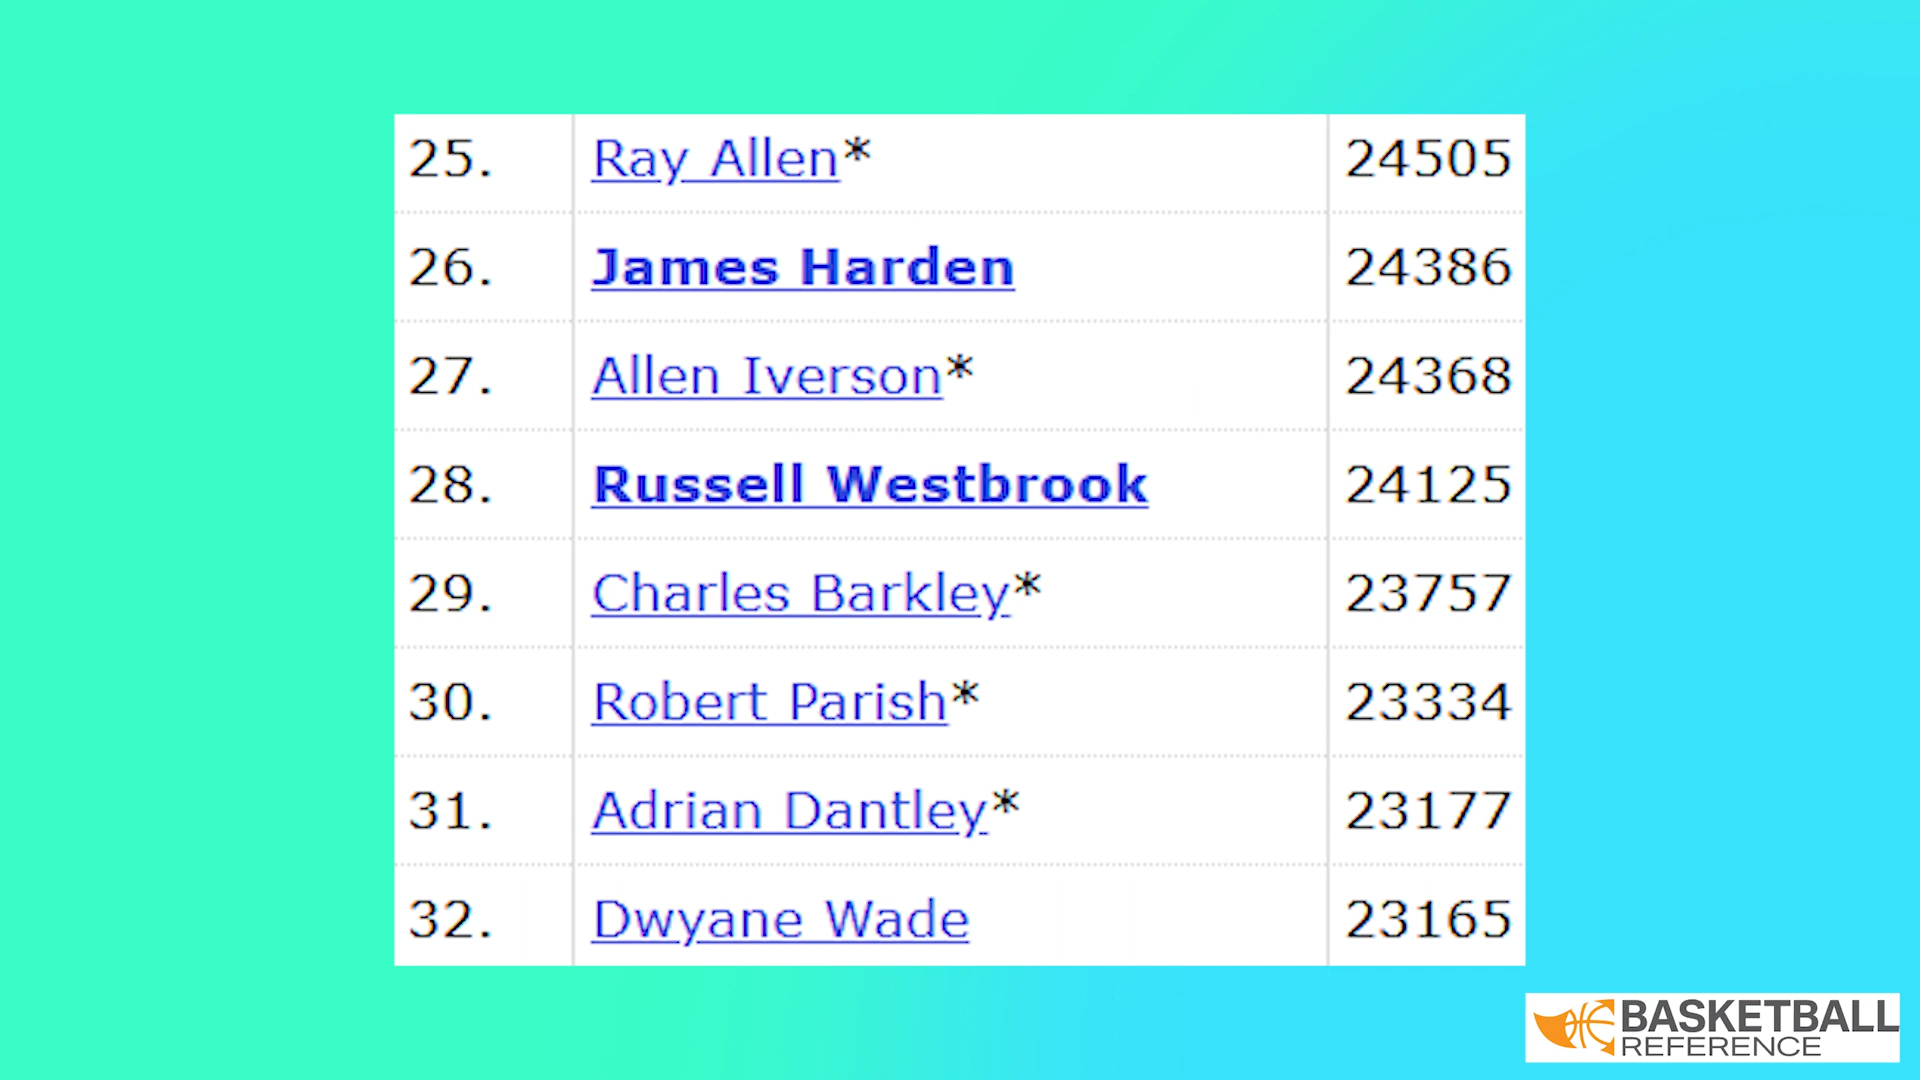 25. Ray Allen* 24505
26. James Harden 24386
27. Allen Iverson* 24368
28. Russell Westbrook 24125
29. Charles Barkley* 23757
30. Robert Parish* 23334
31. Adrian Dantley* 23177
32. Dwyane Wade 23165
BASKETBALL
REFERENCE